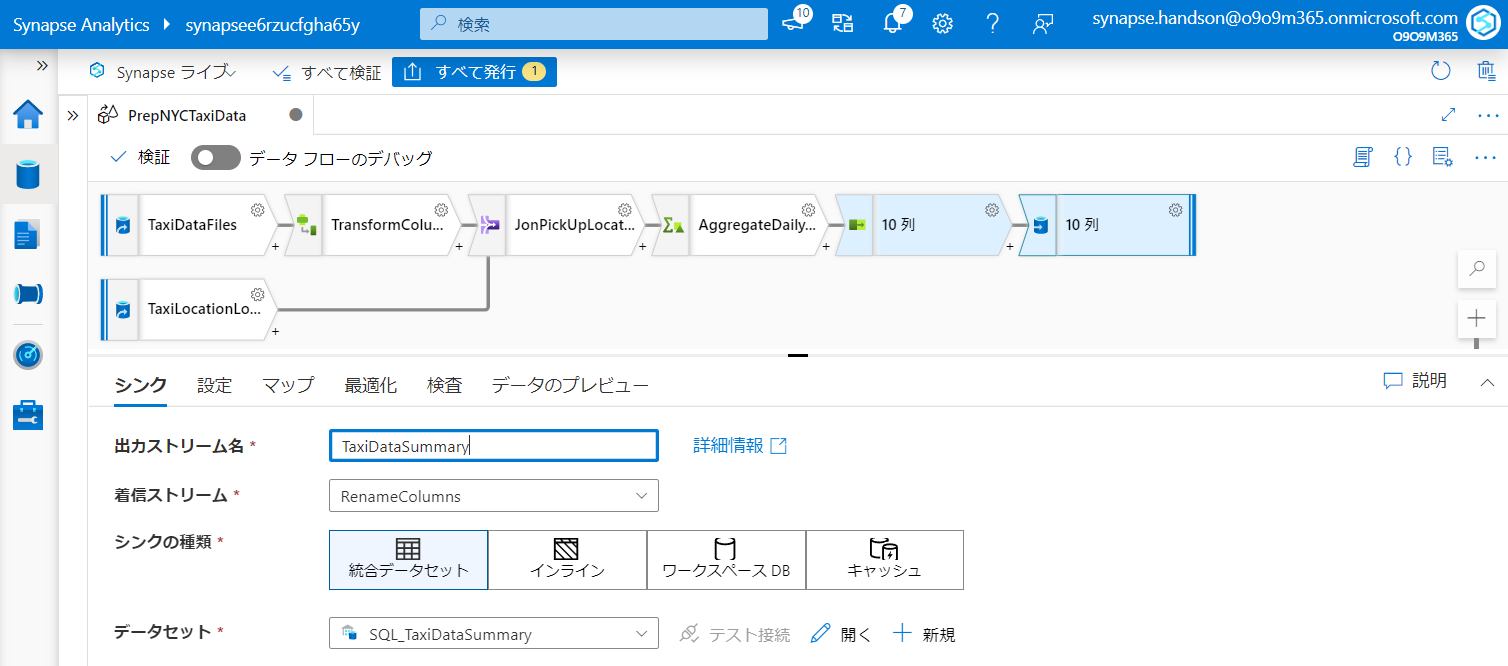 Synapse Analytics
synapsee6rzucfgha65y
検索
10
7
synapse.handson@o9o9m365.onmicrosoft.com
O9O9M365
Synapse ライブ
すべて検証
すべて発行
1
PrepNYCTaxiData
検証
データ フローのデバッグ
TaxiDataFiles
TransformColu...
JonPickUpLocat...
AggregateDaily...
10 列
10 列
TaxiLocationLo...
シンク
設定
マップ
最適化
検査
データのプレビュー
説明
出力ストリーム名 *
TaxiDataSummary
詳細情報
着信ストリーム *
RenameColumns
シンクの種類 *
統合データセット
インライン
ワークスペース DB
キャッシュ
データセット *
SQL_TaxiDataSummary
テスト接続
開く
新規